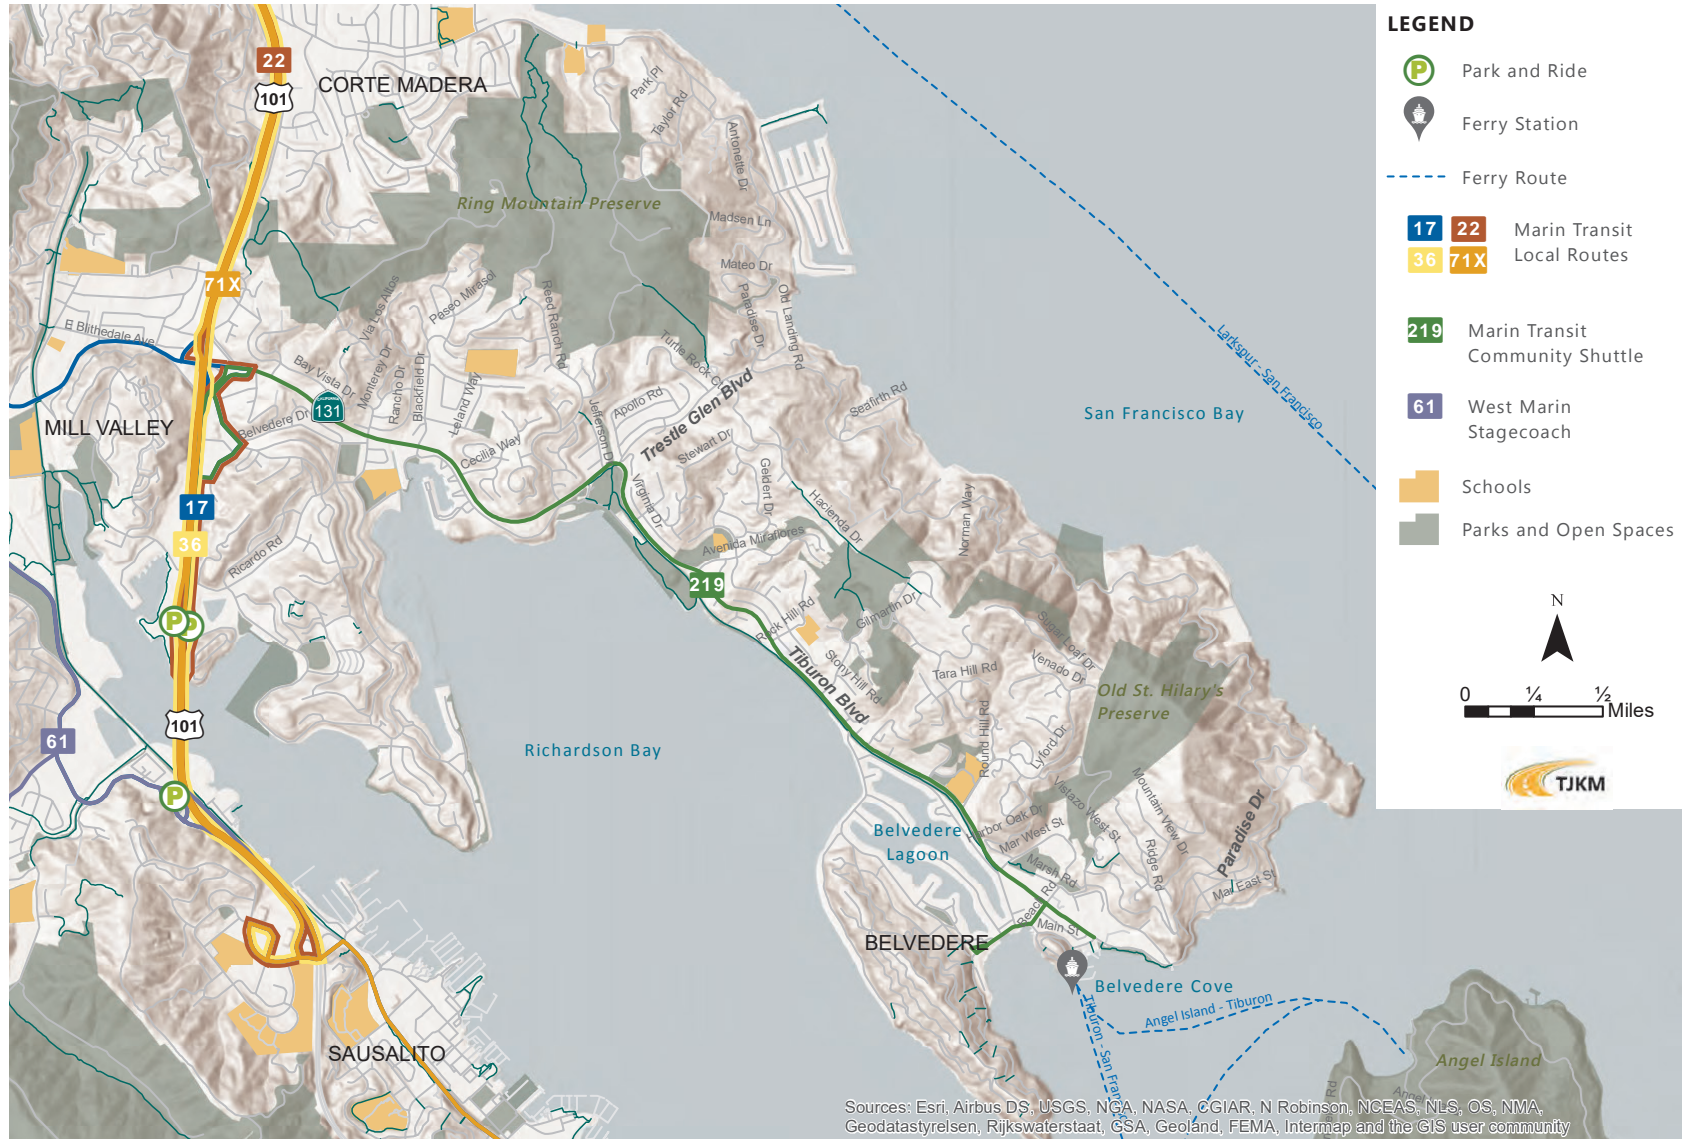 LEGEND
Park and Ride
Ferry Station
Ferry Route
17 22 Marin Transit
36 71X Local Routes
219 Marin Transit
Community Shuttle
61 West Marin
Stagecoach
Schools
Parks and Open Spaces
N
0 ¼ ½
Miles
TJKM
22
101
CORTE MADERA
Park Pl
Taylor Rd
Antonette Dr
Ring Mountain Preserve
Madsen Ln
Mateo Dr
Paradise Dr
Old Landing Rd
71X
E Blithedale Ave
Via Los Altos
Paseo Mirasol
Reed Ranch Rd
Turtle Rock Ct
Larkspur - San Francisco
Bay Vista Dr
Monterey Dr
Rancho Dr
Blackfield Dr
Leland Way
CALIFORNIA
131
Belvedere Dr
Jefferson Dr
Apollo Rd
Trestle Glen Blvd
Stewart Dr
Seafirth Rd
San Francisco Bay
MILL VALLEY
Cecilia Way
Virginia Dr
Geldert Dr
Hacienda Dr
Norman Way
17
36
Ricardo Rd
Avenida Miraflores
219
P
P
Rock Hill Rd
Gilmartin Dr
Sugar Loaf Dr
Stony Hill Rd
Tiburon Blvd
Tara Hill Rd
Venado Dr
Old St. Hilary's
Preserve
Round Hill Rd
Lyford Dr
101
61
Richardson Bay
P
Vistazo West St
Mountain View Dr
Paradise Dr
Belvedere
Lagoon
Harbor Oak Dr
Mar West St
Marsh Rd
Ridge Rd
Mar East St
Beach Rd
Main St
BELVEDERE
Belvedere Cove
Angel Island - Tiburon
Tiburon - San Fran
Angel Island
SAUSALITO
Sources: Esri, Airbus DS, USGS, NGA, NASA, CGIAR, N Robinson, NCEAS, NLS, OS, NMA,
Geodatastyrelsen, Rijkswaterstaat, GSA, Geoland, FEMA, Intermap and the GIS user community